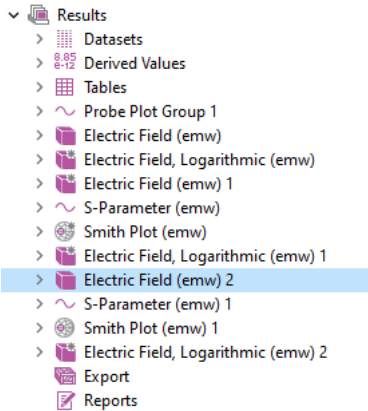 Results
Datasets
8.85
e-12 Derived Values
Tables
Probe Plot Group 1
Electric Field (emw)
Electric Field, Logarithmic (emw)
Electric Field (emw) 1
S-Parameter (emw)
Smith Plot (emw)
Electric Field, Logarithmic (emw) 1
Electric Field (emw) 2
S-Parameter (emw) 1
Smith Plot (emw) 1
Electric Field, Logarithmic (emw) 2
Export
Reports